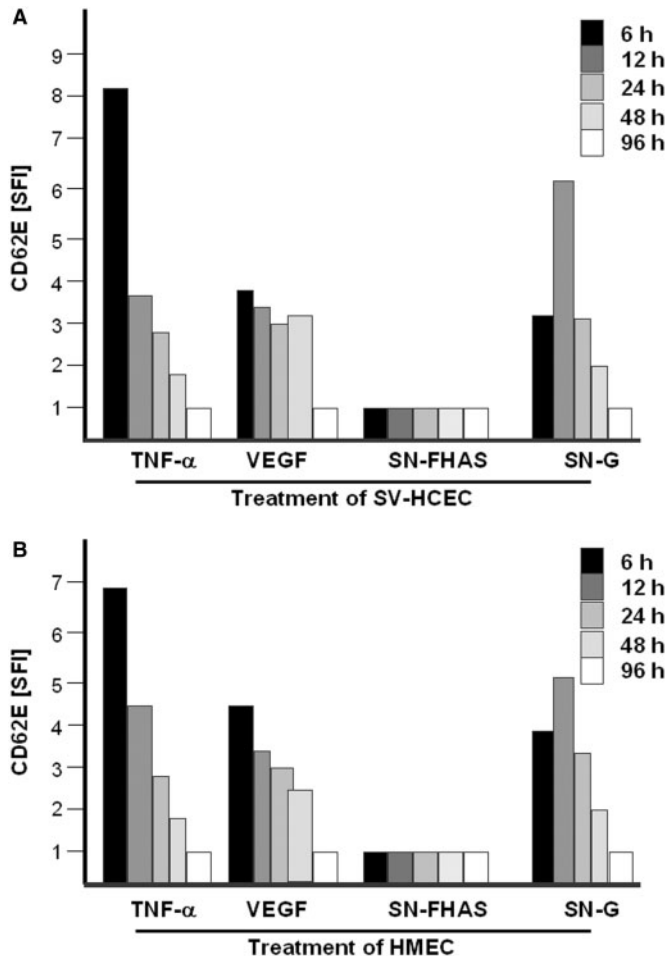 A
CD62E [SFI]
9
8
7
6
5
4
3
2
1
6 h
12 h
24 h
48 h
96 h
TNF-α VEGF SN-FHAS SN-G
Treatment of SV-HCEC
B
CD62E [SFI]
7
6
5
4
3
2
1
6 h
12 h
24 h
48 h
96 h
TNF-α VEGF SN-FHAS SN-G
Treatment of HMEC